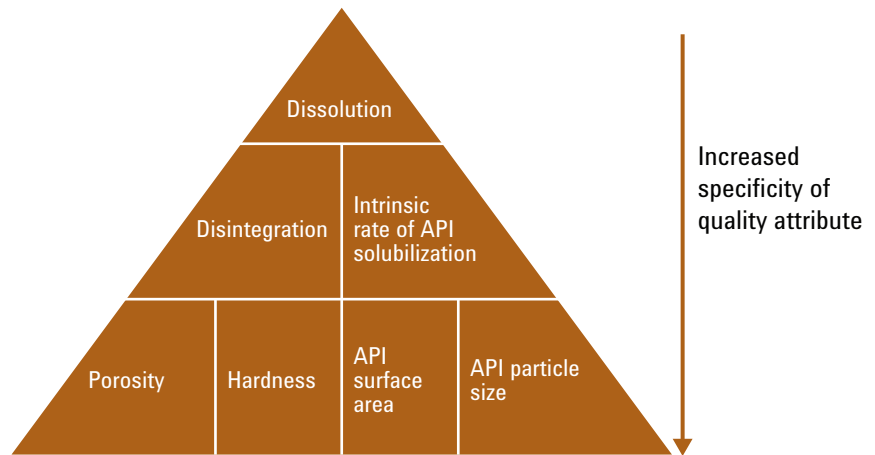 Dissolution
Disintegration
Intrinsic
rate of API
solubilization
Porosity
Hardness
API
surface
area
API particle
size
Increased
specificity of
quality attribute